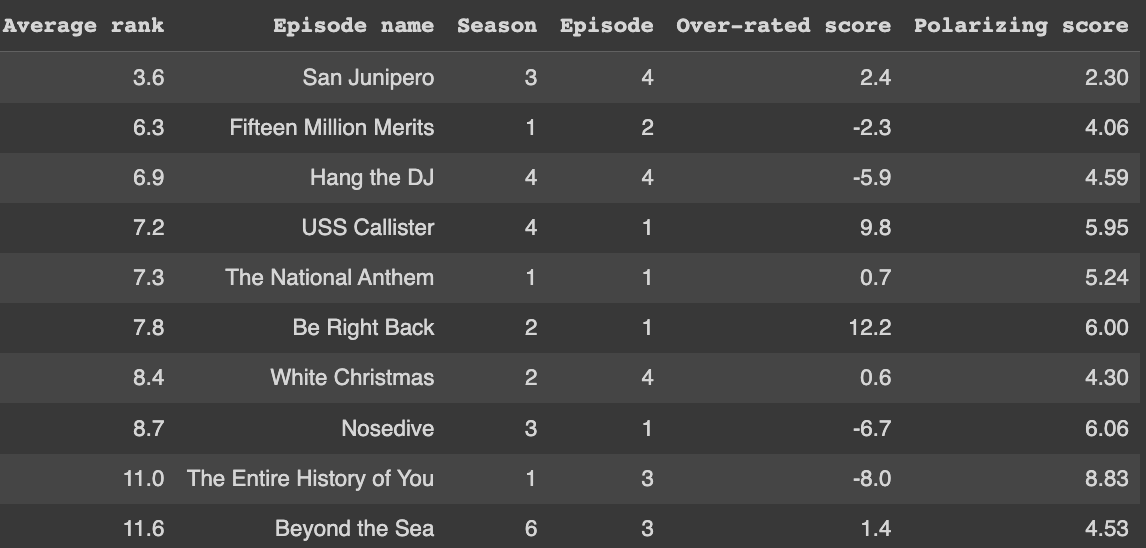 Average rank Episode name Season Episode Over-rated score Polarizing score
3.6 San Junipero 3 4 2.4 2.30
6.3 Fifteen Million Merits 1 2 -2.3 4.06
6.9 Hang the DJ 4 4 -5.9 4.59
7.2 USS Callister 4 1 9.8 5.95
7.3 The National Anthem 1 1 0.7 5.24
7.8 Be Right Back 2 1 12.2 6.00
8.4 White Christmas 2 4 0.6 4.30
8.7 Nosedive 3 1 -6.7 6.06
11.0 The Entire History of You 1 3 -8.0 8.83
11.6 Beyond the Sea 6 3 1.4 4.53